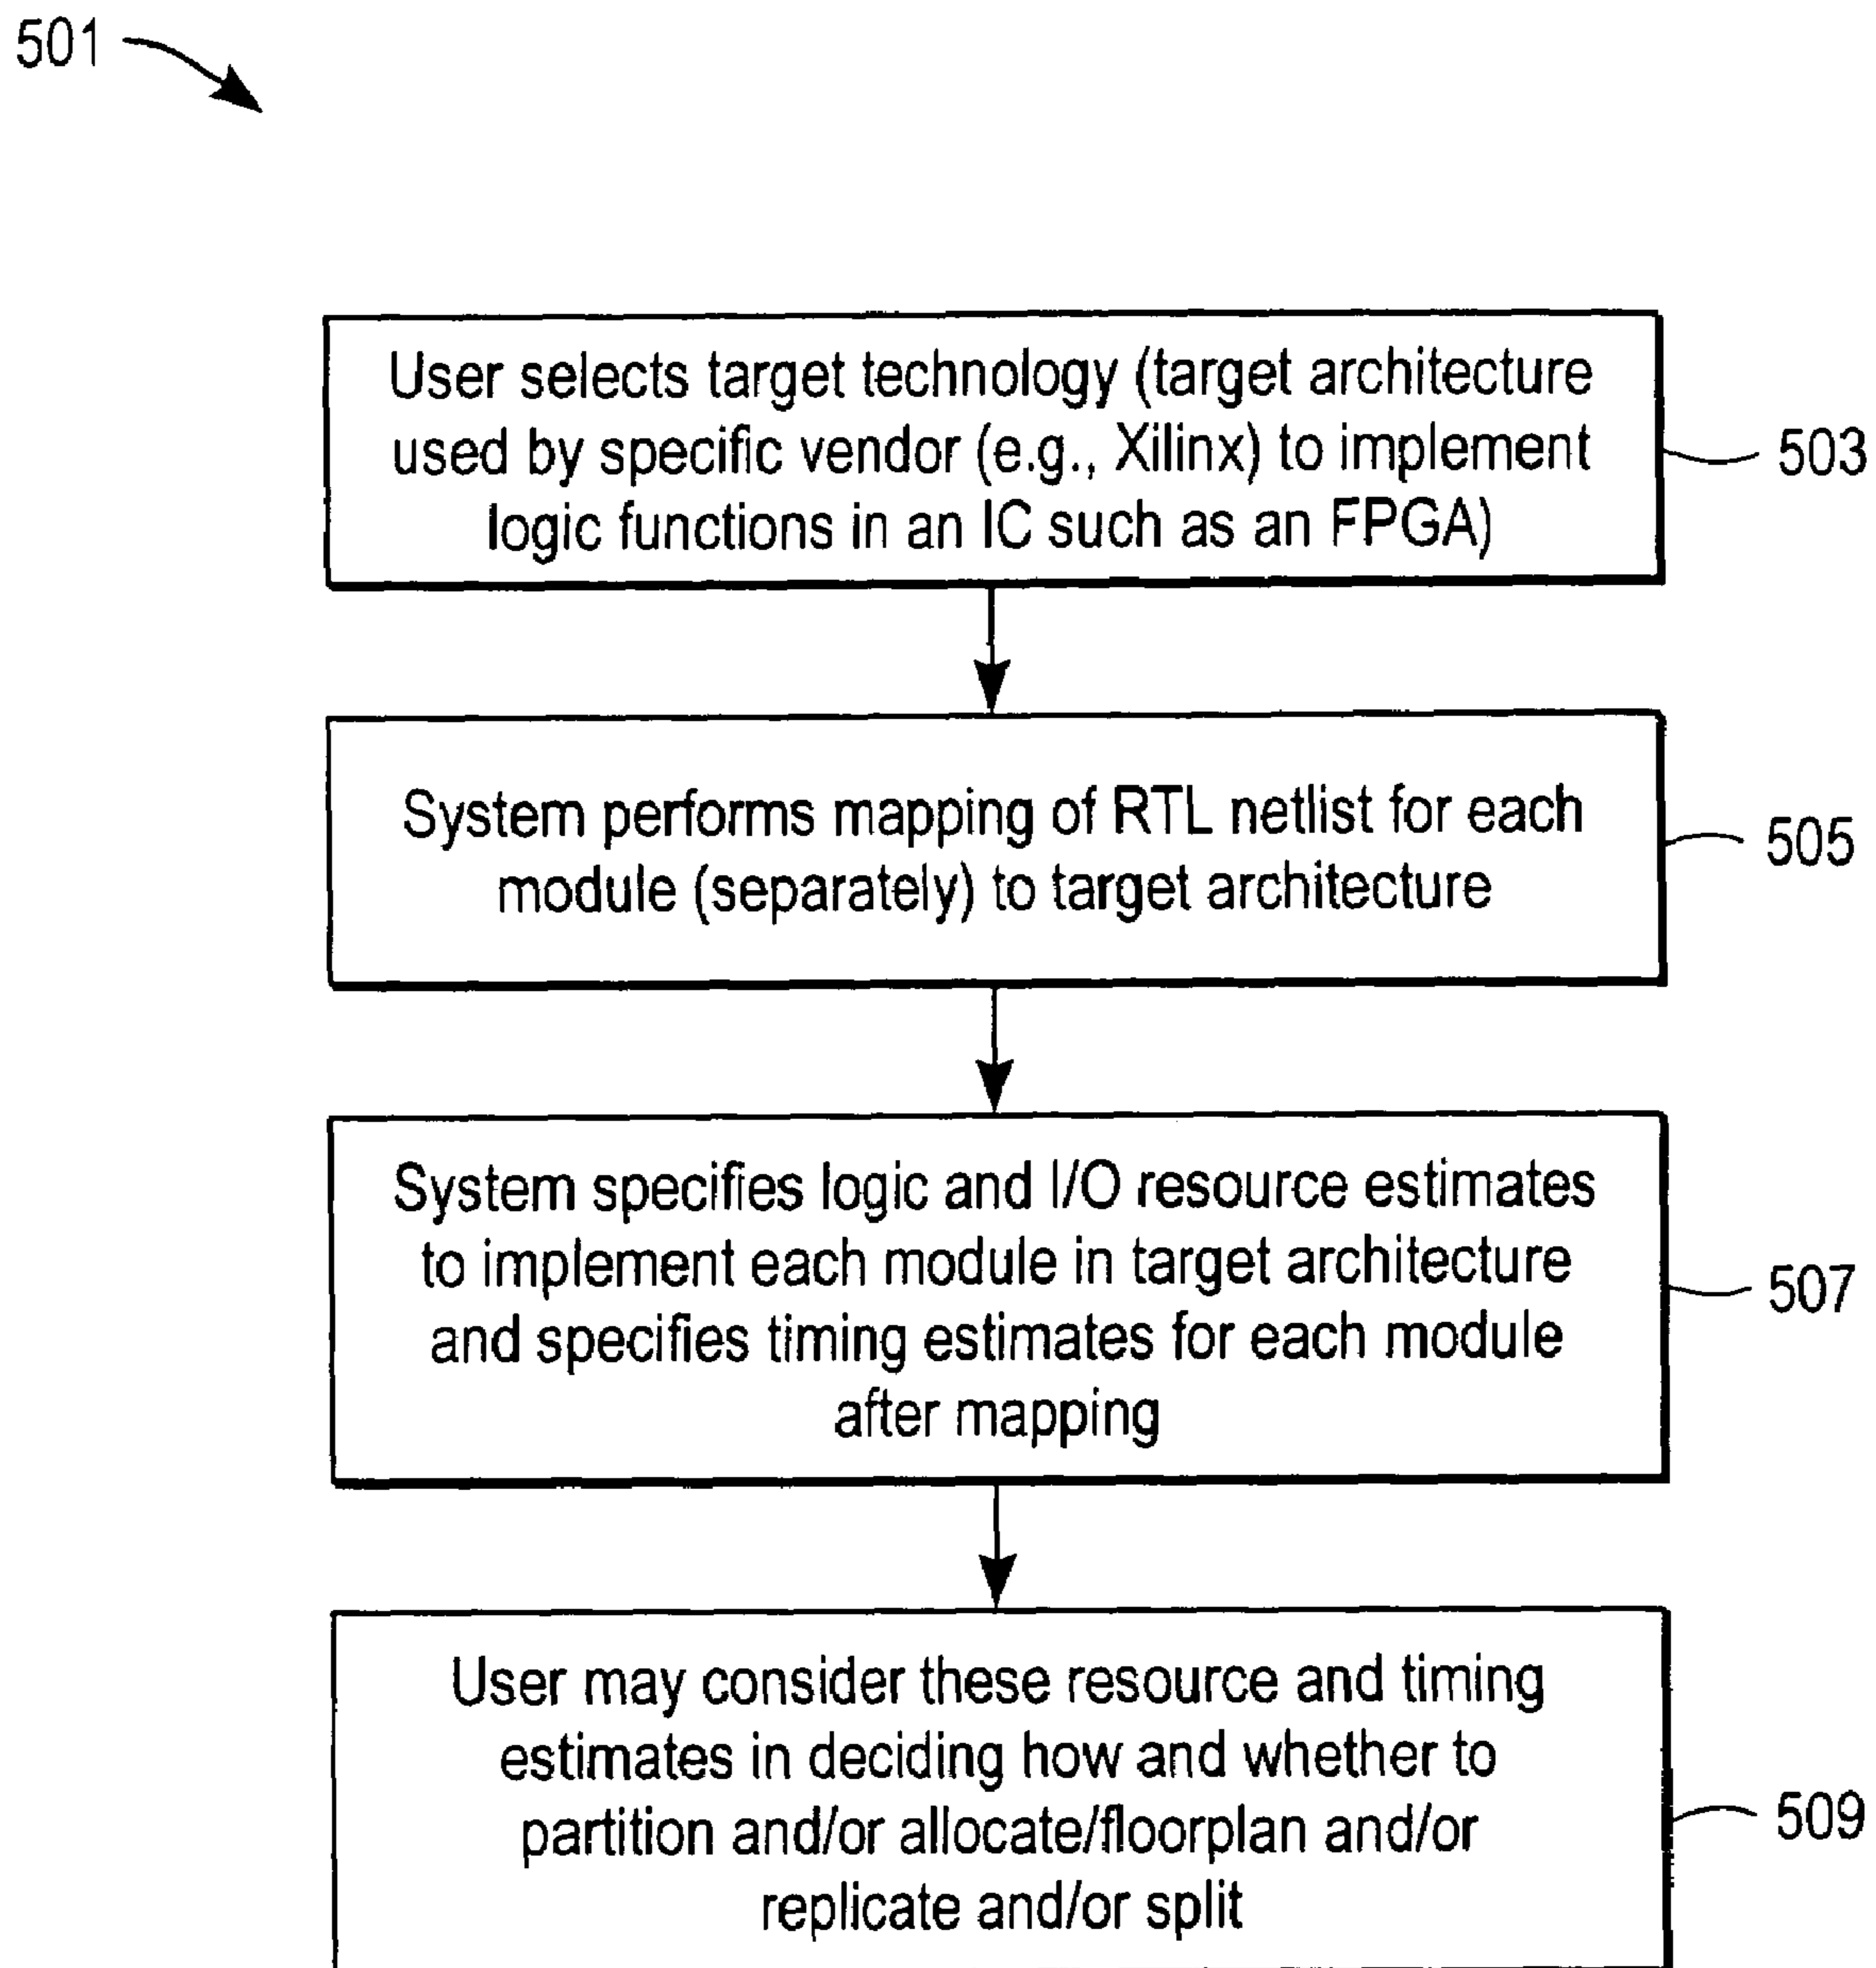 501
User selects target technology (target architecture
used by specific vendor (e.g., Xilinx) to implement
logic functions in an IC such as an FPGA)
503
System performs mapping of RTL netlist for each
module (separately) to target architecture
505
System specifies logic and I/O resource estimates
to implement each module in target architecture
and specifies timing estimates for each module
after mapping
507
User may consider these resource and timing
estimates in deciding how and whether to
partition and/or allocate/floorplan and/or
replicate and/or split
509